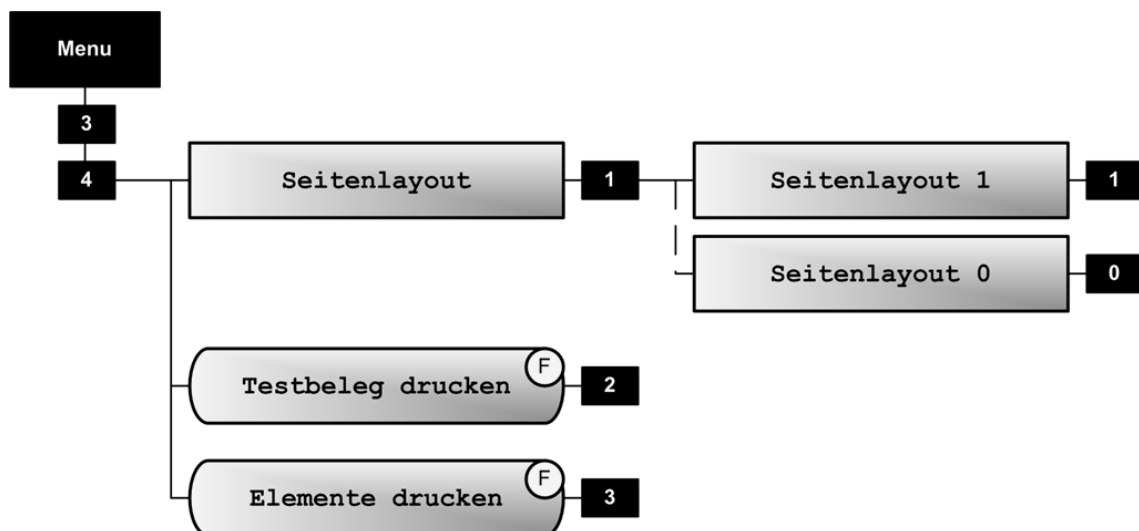 Menu
3
4
Seitenlayout
1
Seitenlayout 1
1
Seitenlayout 0
0
Testbeleg drucken
F
2
Elemente drucken
F
3